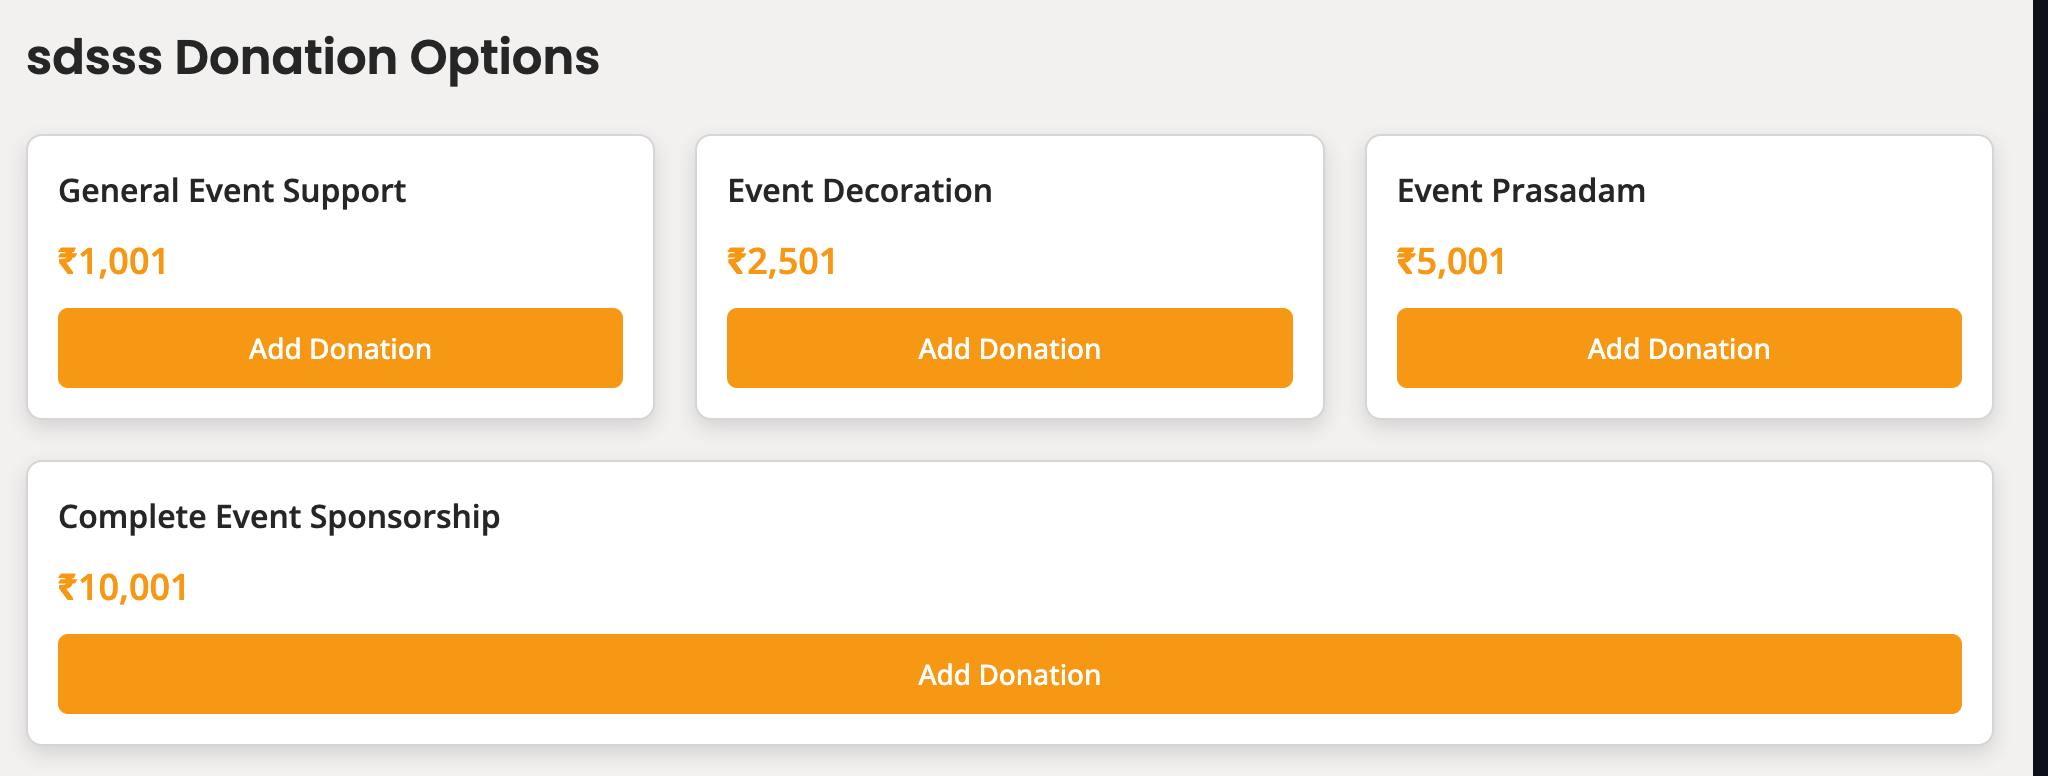 sdsss Donation Options
General Event Support
₹1,001
Add Donation
Event Decoration
₹2,501
Add Donation
Event Prasadam
₹5,001
Add Donation
Complete Event Sponsorship
₹10,001
Add Donation